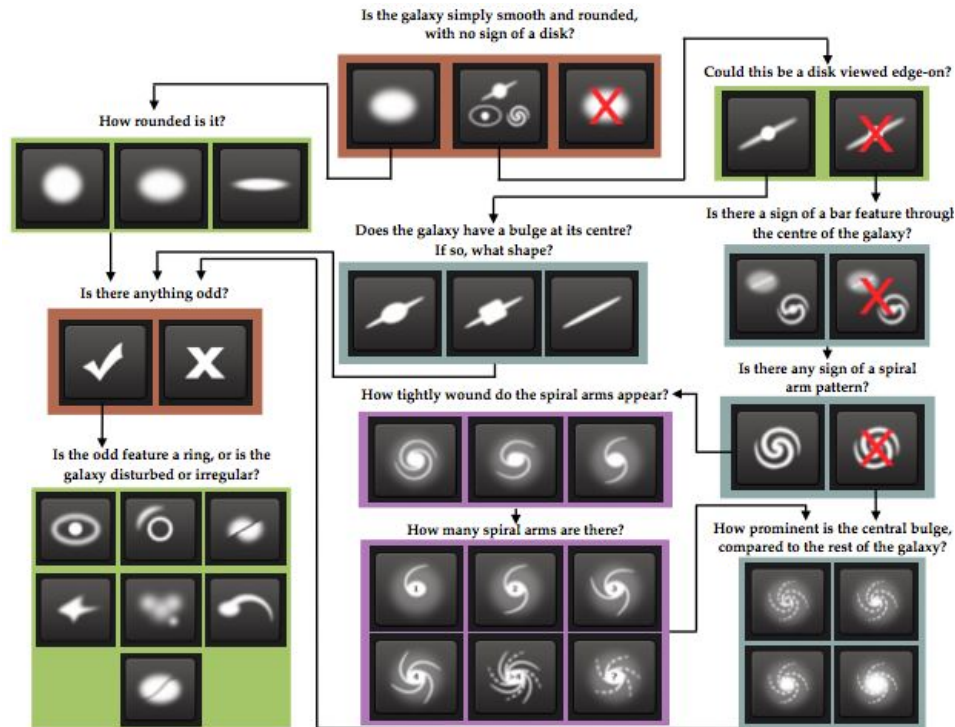 Is the galaxy simply smooth and rounded,
with no sign of a disk?
Could this be a disk viewed edge-on?
How rounded is it?
Is there a sign of a bar feature through
the centre of the galaxy?
Does the galaxy have a bulge at its centre?
If so, what shape?
Is there anything odd?
Is there any sign of a spiral
arm pattern?
How tightly wound do the spiral arms appear?
Is the odd feature a ring, or is the
galaxy disturbed or irregular?
How many spiral arms are there?
How prominent is the central bulge,
compared to the rest of the galaxy?
1
2
3
4
?